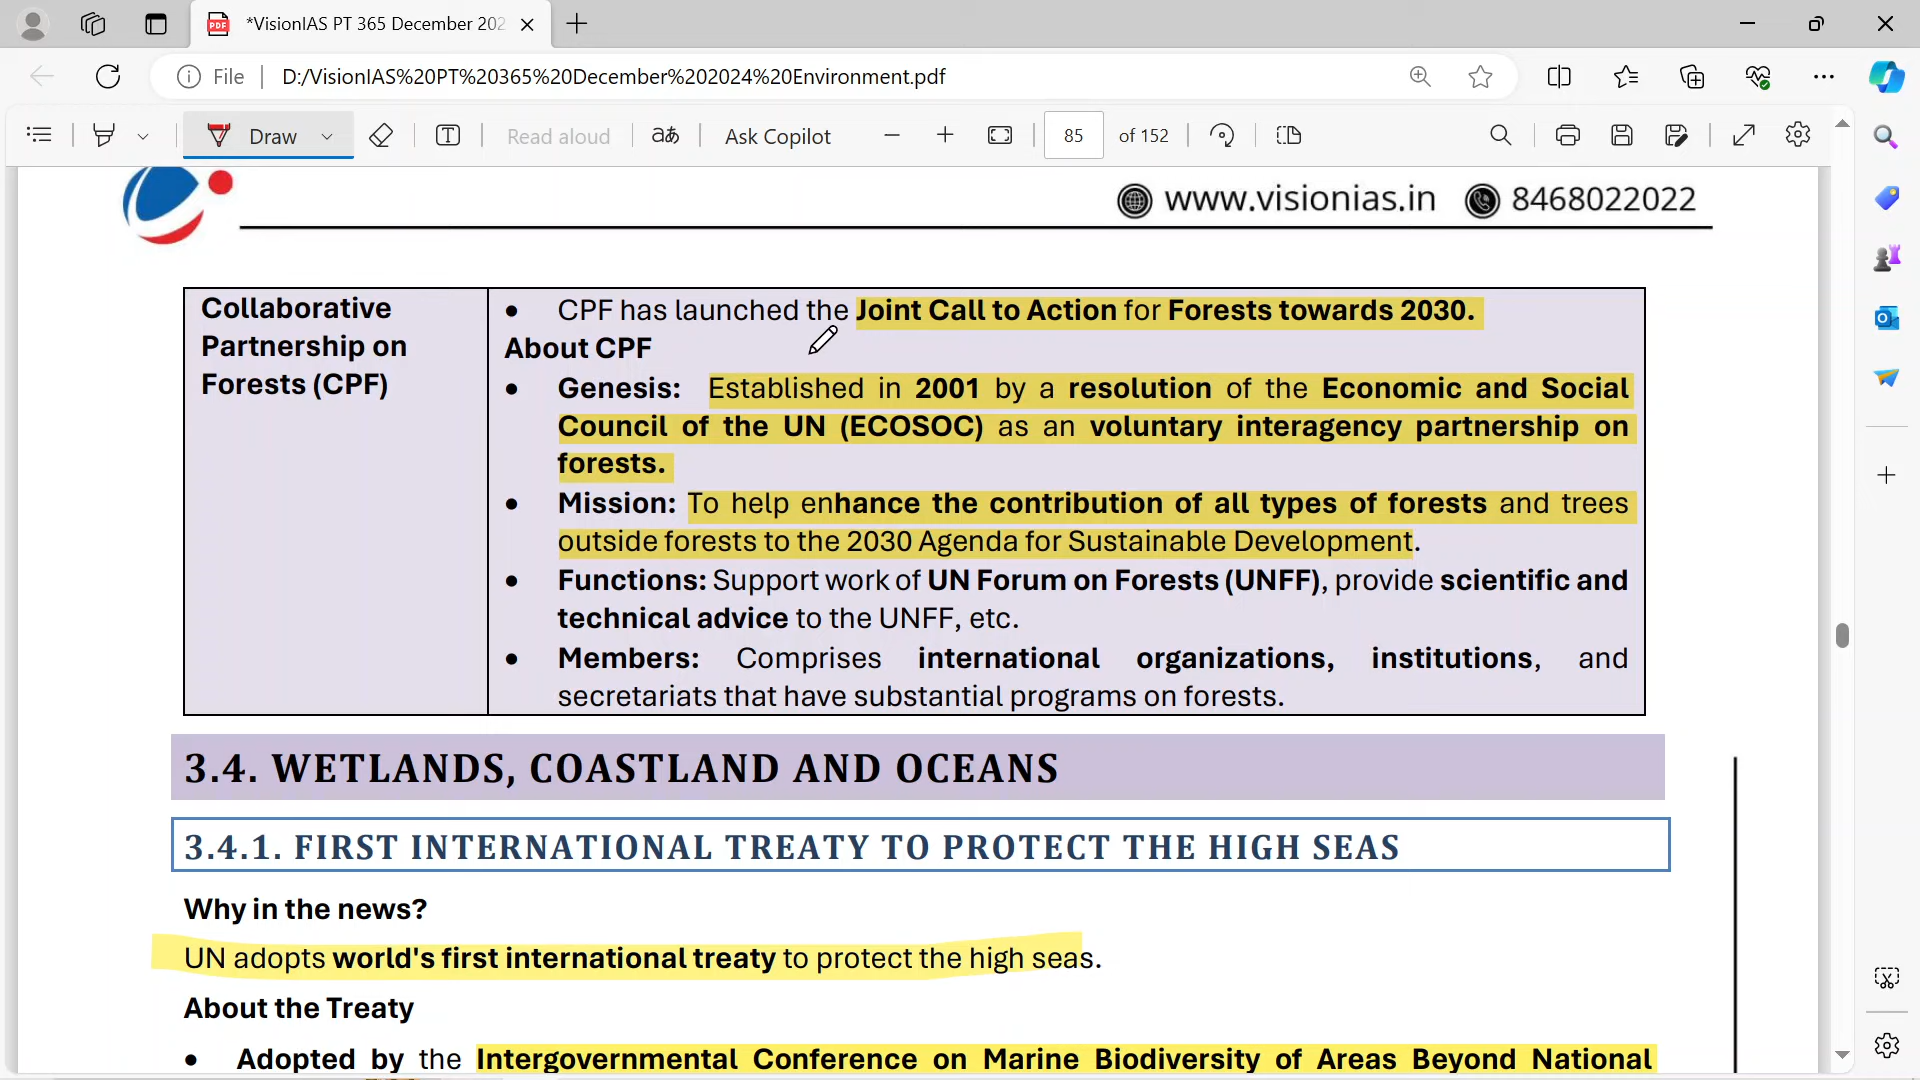 *VisionIAS PT 365 December 202
File
D:/VisionIAS%20PT%20365%20December%202024%20Environment.pdf
Draw
Read aloud
aあ
Ask Copilot
85
of 152
www.visionias.in
8468022022
Collaborative
Partnership on
Forests (CPF)
• CPF has launched the Joint Call to Action for Forests towards 2030.
About CPF
• Genesis: Established in 2001 by a resolution of the Economic and Social
Council of the UN (ECOSOC) as an voluntary interagency partnership on
forests.
• Mission: To help enhance the contribution of all types of forests and trees
outside forests to the 2030 Agenda for Sustainable Development.
• Functions: Support work of UN Forum on Forests (UNFF), provide scientific and
technical advice to the UNFF, etc.
• Members: Comprises international organizations, institutions, and
secretariats that have substantial programs on forests.
3.4. WETLANDS, COASTLAND AND OCEANS
3.4.1. FIRST INTERNATIONAL TREATY TO PROTECT THE HIGH SEAS
Why in the news?
UN adopts world's first international treaty to protect the high seas.
About the Treaty
• Adopted by the Intergovernmental Conference on Marine Biodiversity of Areas Beyond National